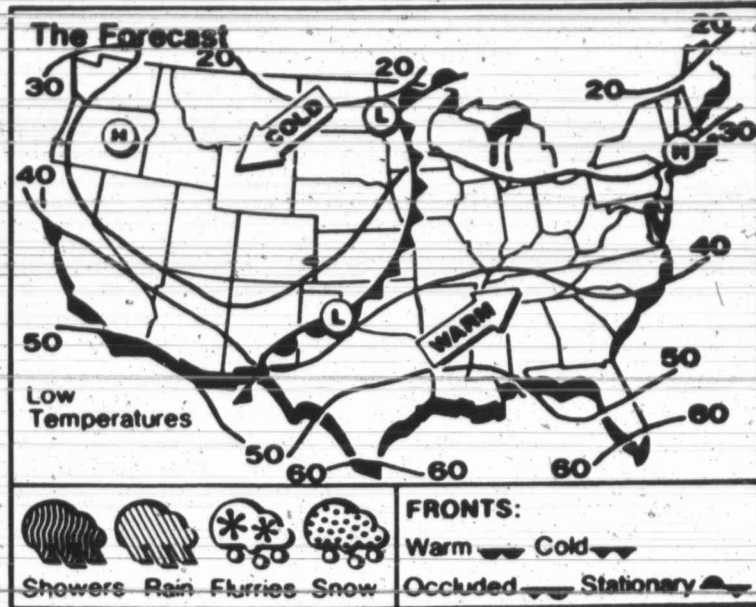 The Forecast
20
20
20
30
20
COLD
L
H
30
H
40
40
WARM
L
50
50
Low
Temperatures
60
50
60
60
60
FRONTS:
Warm Cold
Showers Rain Flurries Snow
Occluded Stationary